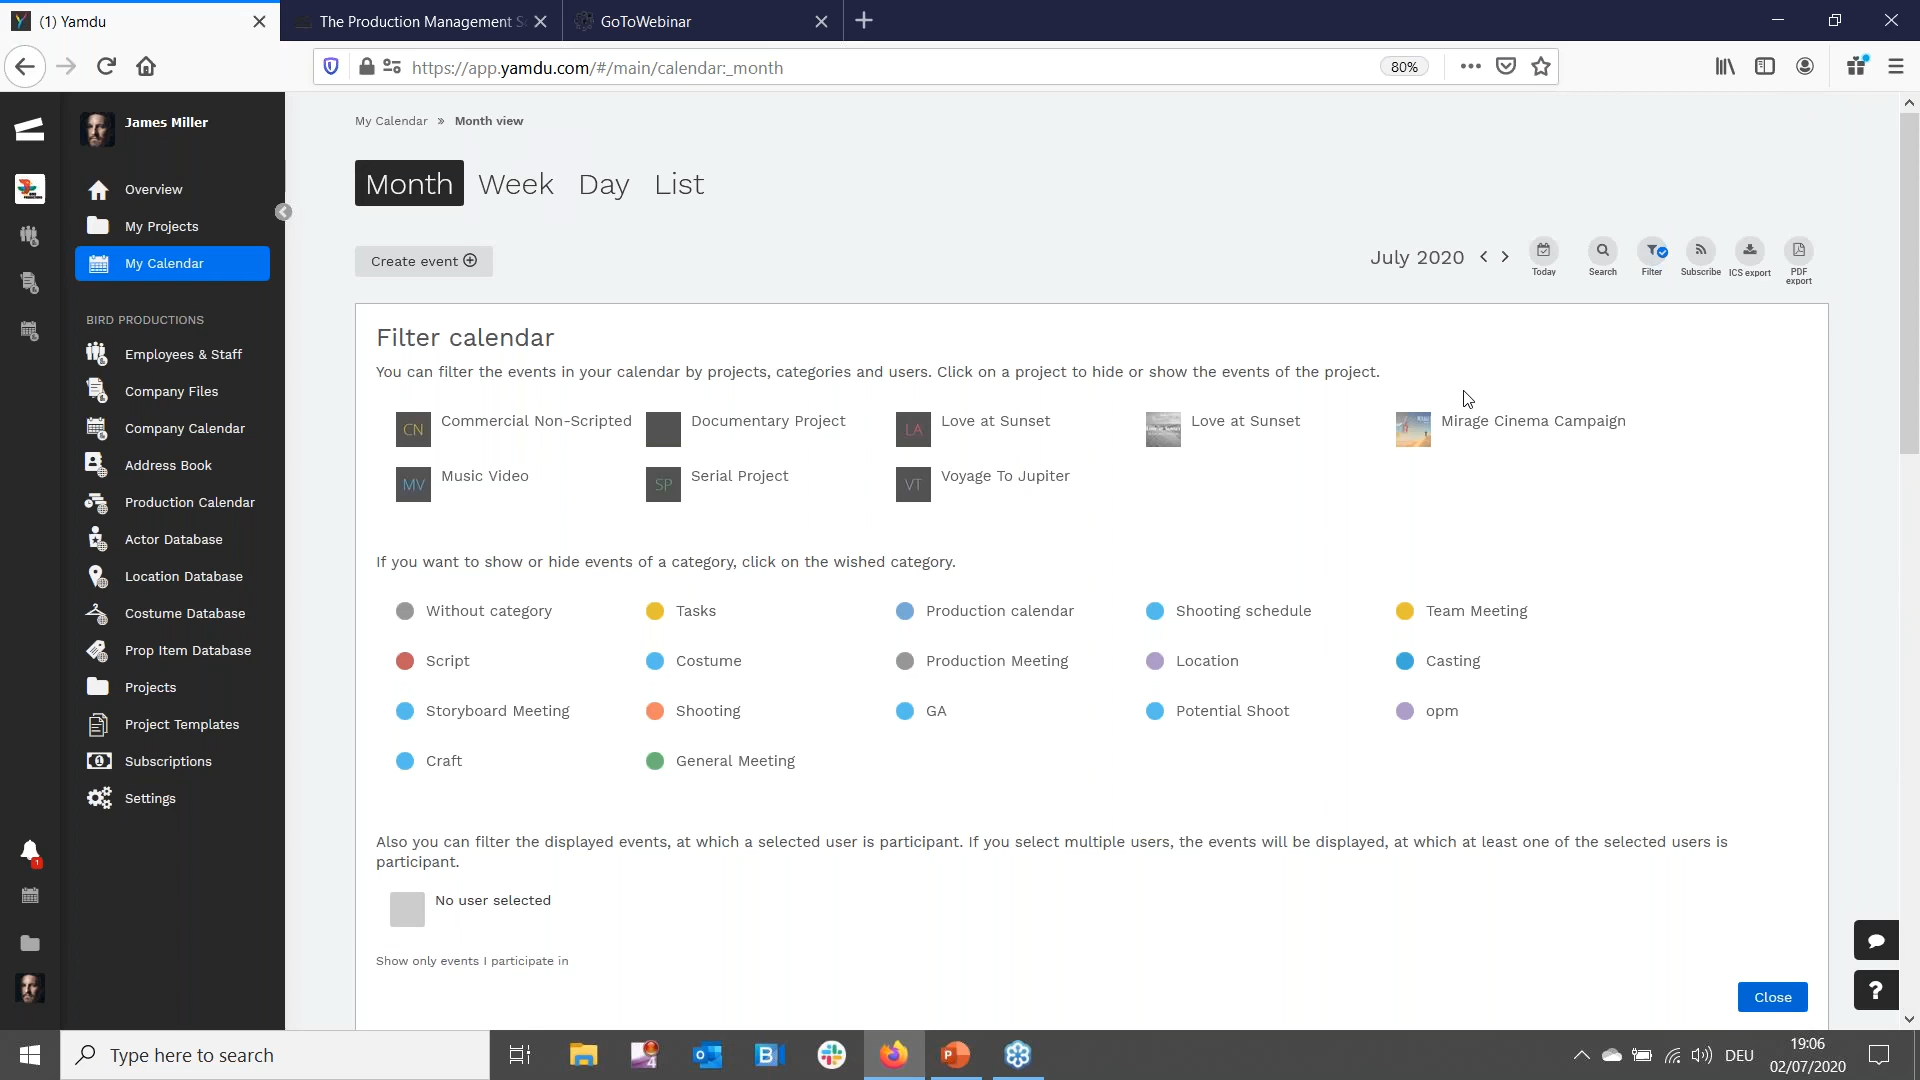 (1) Yamdu
The Production Management S
GoToWebinar
https://app.yamdu.com/#/main/calendar:_month
80%
James Miller
Overview
My Projects
My Calendar
BIRD PRODUCTIONS
Employees & Staff
Company Files
Company Calendar
Address Book
Production Calendar
Actor Database
Location Database
Costume Database
Prop Item Database
Projects
Project Templates
Subscriptions
Settings
1
My Calendar » Month view
Month Week Day List
Create event
July 2020
Today
Search
Filter
Subscribe
ICS export
PDF export
Filter calendar
You can filter the events in your calendar by projects, categories and users. Click on a project to hide or show the events of the project.
CN Commercial Non-Scripted
Documentary Project
LA Love at Sunset
Love at Sunset
Mirage Cinema Campaign
MV Music Video
SP Serial Project
VT Voyage To Jupiter
If you want to show or hide events of a category, click on the wished category.
Without category
Tasks
Production calendar
Shooting schedule
Team Meeting
Script
Costume
Production Meeting
Location
Casting
Storyboard Meeting
Shooting
GA
Potential Shoot
opm
Craft
General Meeting
Also you can filter the displayed events, at which a selected user is participant. If you select multiple users, the events will be displayed, at which at least one of the selected users is
participant.
No user selected
Show only events I participate in
Close
?
Type here to search
DEU
19:06
02/07/2020